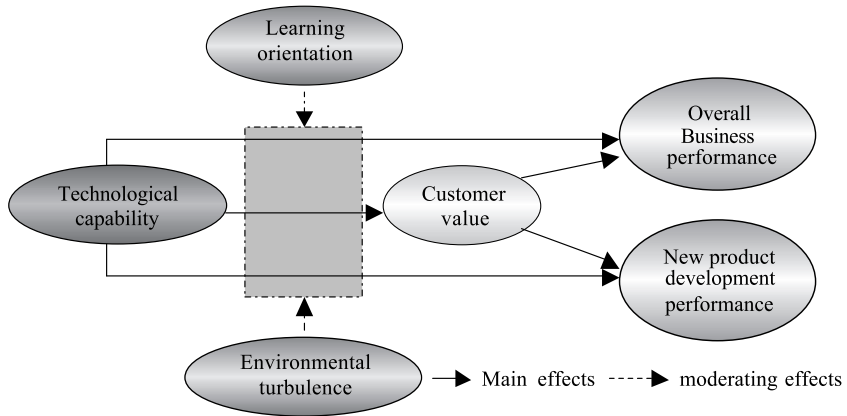 Learning
orientation
Overall
Business
performance
Technological
capability
Customer
value
New product
development
performance
Environmental
turbulence
Main effects
moderating effects